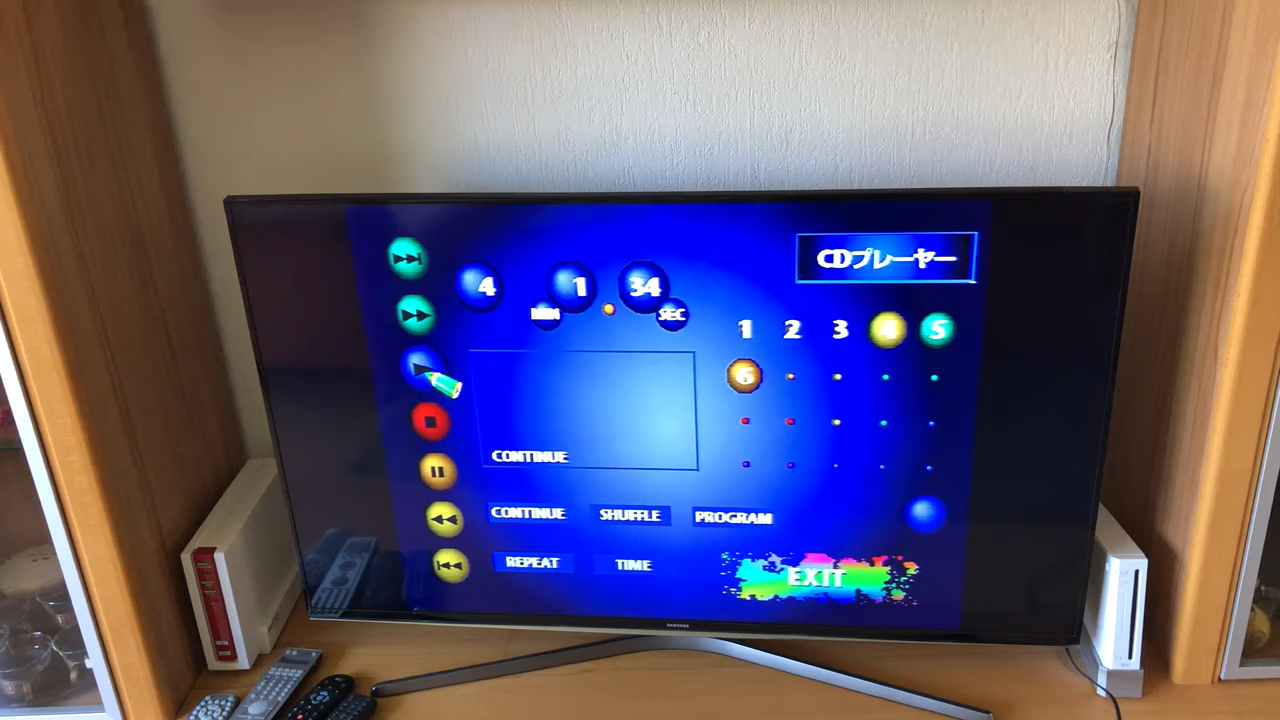 CDプレーヤー
4 1 34
MIN SEC
1 2 3 4 5
6
CONTINUE
CONTINUE SHUFFLE PROGRAM
REPEAT TIME
EXIT
SAMSUNG